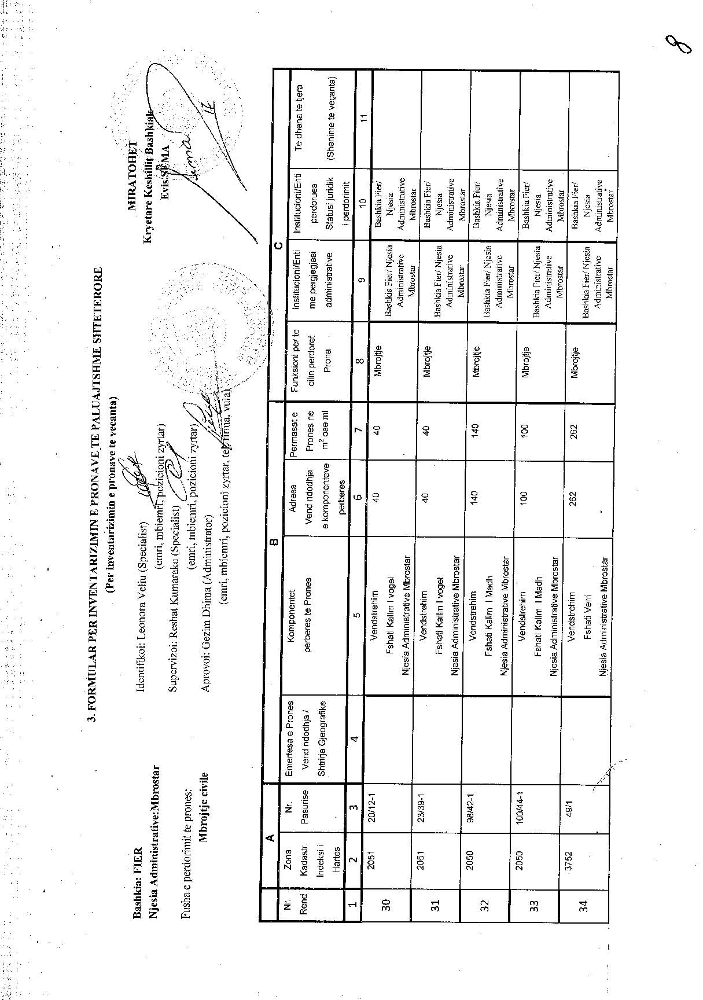 8
3. FORMULAR PER INVENTARIZIMIN E PRONAVE TE PALUAJTSHME SHTETERORE
(Per inventarizimin e pronave te vecanta)
MIRATOHET
Kryetare Keshillit Bashkiak
Evis SEMA
Bashkia: FIER
Njesia Administrative:Mbrostar
Fusha e perdorimit te prones:
Mbrojtje civile
Identifikoi: Leonora Veliu (Specialist)
(emri, mbiemri, pozicioni zyrtar)
Supervizoi: Reshat Kumaraku (Specialist)
(emri, mbiemri, pozicioni zyrtar)
Aprovoi: Gezim Dhima (Administrator)
(emri, mbiemri, pozicioni zyrtar, tel, firma, vula)
A B C
Nr. Rend
Zona Kadastr. Indeksi i Hartes
Nr. Pasurise
Emertesa e Prones Vend ndodhja / Shtrirja Gjeografike
Komponentet perberes te Prones
Adresa Vend ndodhja e komponenteve perberes
Permasat e Prones ne m² ose ml
Funksioni per te cilin perdoret Prona
Institucioni/Enti me pergjegjesi administrative
Institucioni/Enti perdorues Statusi juridik i perdorimit
Te dhena te tjera (Shenime te veçanta)
1 2 3 4 5 6 7 8 9 10 11
30 2051 20/12-1 Vendstrehim Fshati Kallm I vogel Njesia Administrative Mbrostar 40 40 Mbrojtje Bashkia Fier/ Njesia Administrative Mbrostar Bashkia Fier/ Njesia Administrative Mbrostar
31 2051 23/39-1 Vendstrehim Fshati Kallm I vogel Njesia Administrative Mbrostar 40 40 Mbrojtje Bashkia Fier/ Njesia Administrative Mbrostar Bashkia Fier/ Njesia Administrative Mbrostar
32 2050 98/42-1 Vendstrehim Fshati Kallm I Madh Njesia Administrative Mbrostar 140 140 Mbrojtje Bashkia Fier/ Njesia Administrative Mbrostar Bashkia Fier/ Njesia Administrative Mbrostar
33 2050 100/44-1 Vendstrehim Fshati Kallm I Madh Njesia Administrative Mbrostar 100 100 Mbrojtje Bashkia Fier/ Njesia Administrative Mbrostar Bashkia Fier/ Njesia Administrative Mbrostar
34 3752 49/1 Vendstrehim Fshati Verri Njesia Administrative Mbrostar 262 262 Mbrojtje Bashkia Fier/ Njesia Administrative Mbrostar Bashkia Fier/ Njesia Administrative Mbrostar